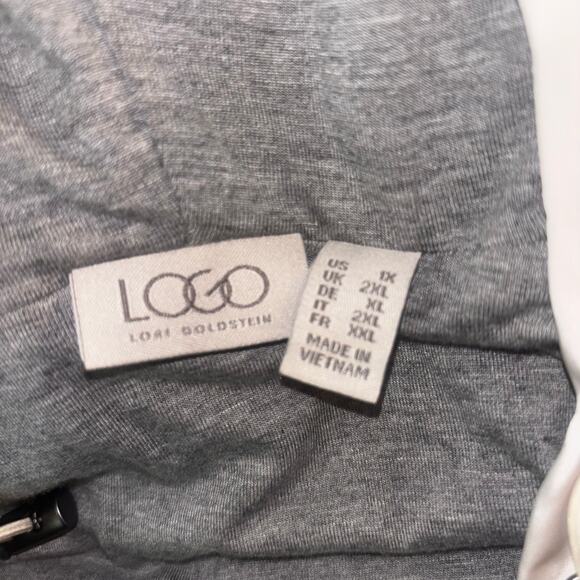 LOGO
LORI GOLDSTEIN
US 1X
UK 2XL
DE XL
IT 2XL
FR XXL
MADE IN
VIETNAM